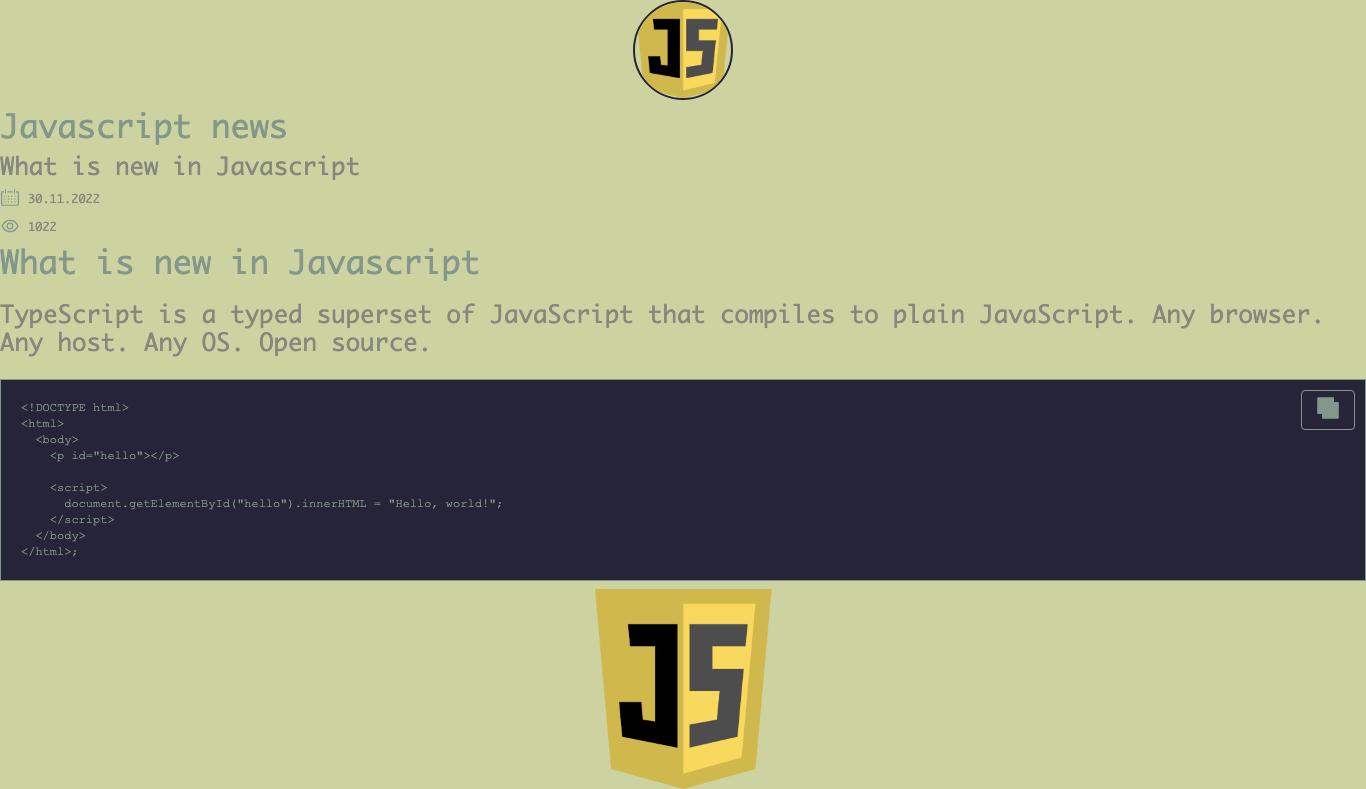 JS
Javascript news
What is new in Javascript
30.11.2022
1022
What is new in Javascript
TypeScript is a typed superset of JavaScript that compiles to plain JavaScript. Any browser.
Any host. Any OS. Open source.
<!DOCTYPE html>
<html>
  <body>
    <p id="hello"></p>

    <script>
      document.getElementById("hello").innerHTML = "Hello, world!";
    </script>
  </body>
</html>;
JS